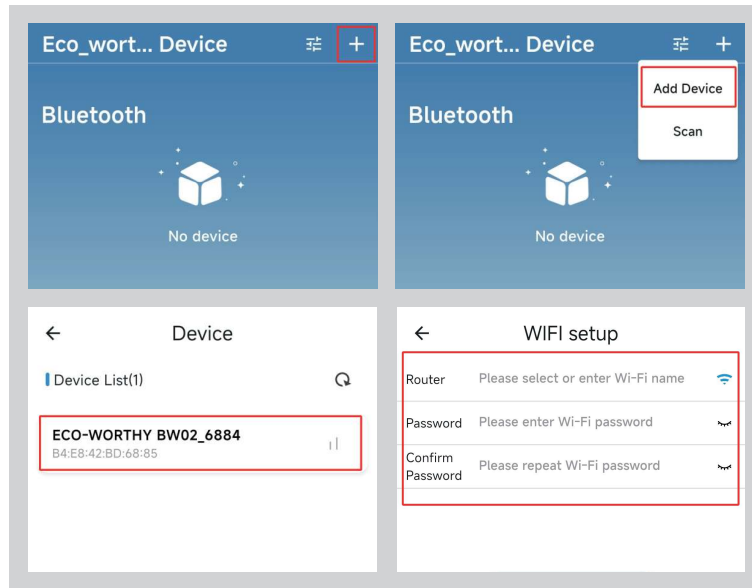 Eco_wort... Device
Bluetooth
No device
Eco_wort... Device
Add Device
Scan
Bluetooth
No device
Device
Device List(1)
ECO-WORTHY BW02_6884
B4:E8:42:BD:68:85
WIFI setup
Router Please select or enter Wi-Fi name
Password Please enter Wi-Fi password
Confirm
Password Please repeat Wi-Fi password